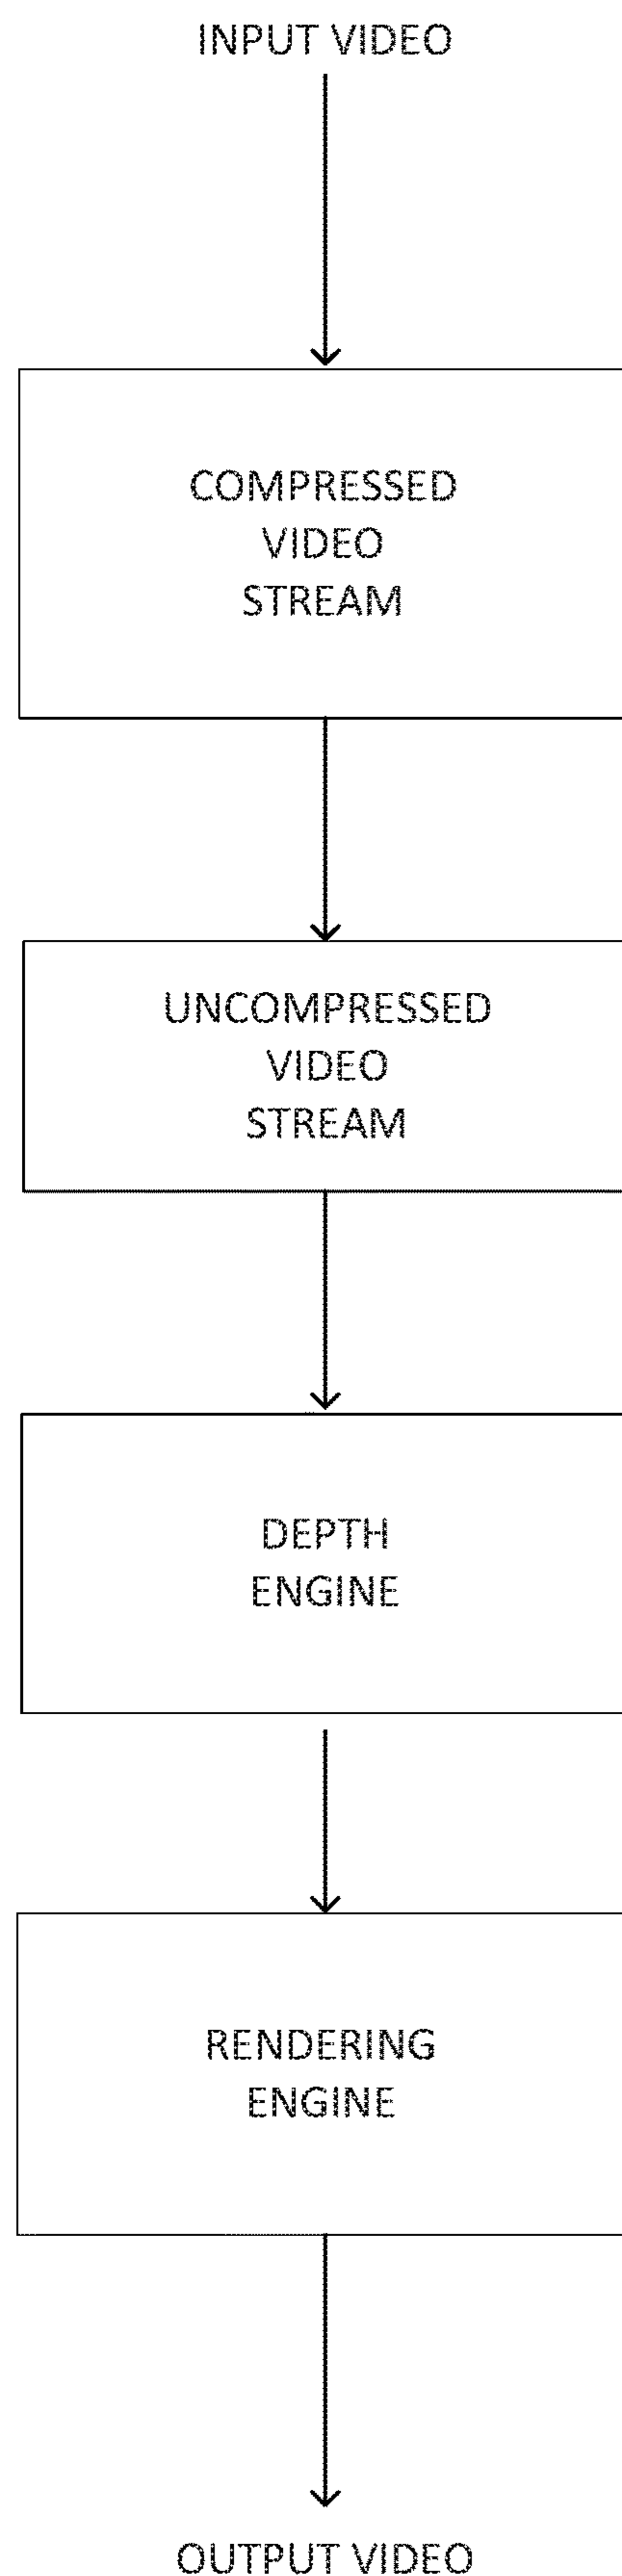 INPUT VIDEO
COMPRESSED
VIDEO
STREAM
UNCOMPRESSED
VIDEO
STREAM
DEPTH
ENGINE
RENDERING
ENGINE
OUTPUT VIDEO